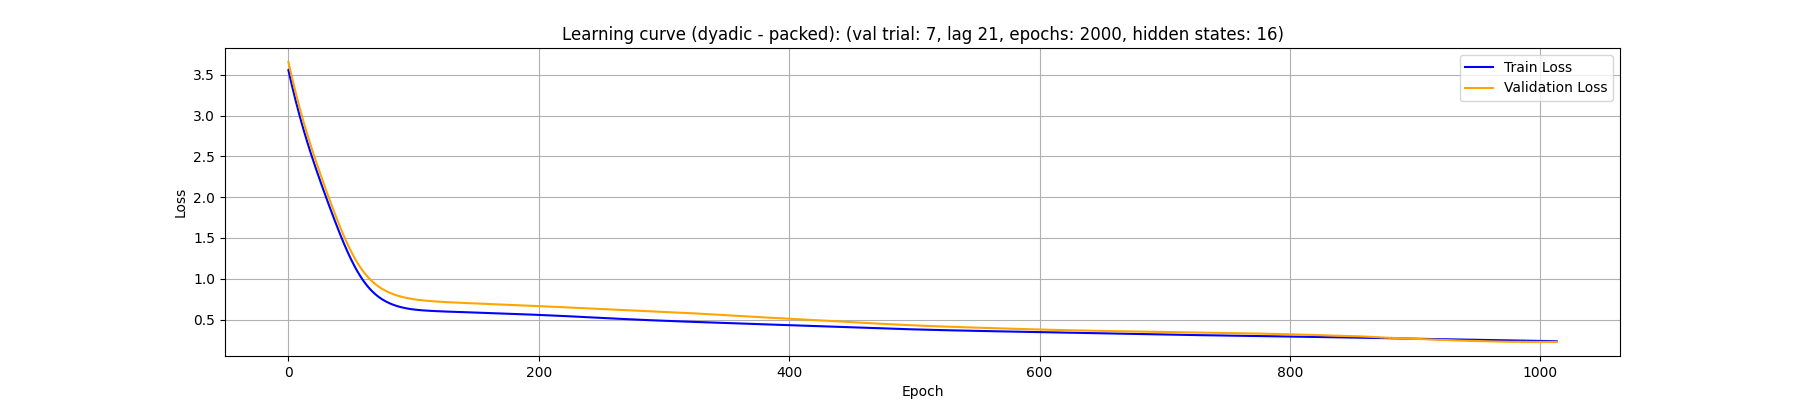 Learning curve (dyadic - packed): (val trial: 7, lag 21, epochs: 2000, hidden states: 16)
Train Loss
Validation Loss
3.5
3.0
2.5
2.0
1.5
1.0
0.5
Loss
0 200 400 600 800 1000
Epoch